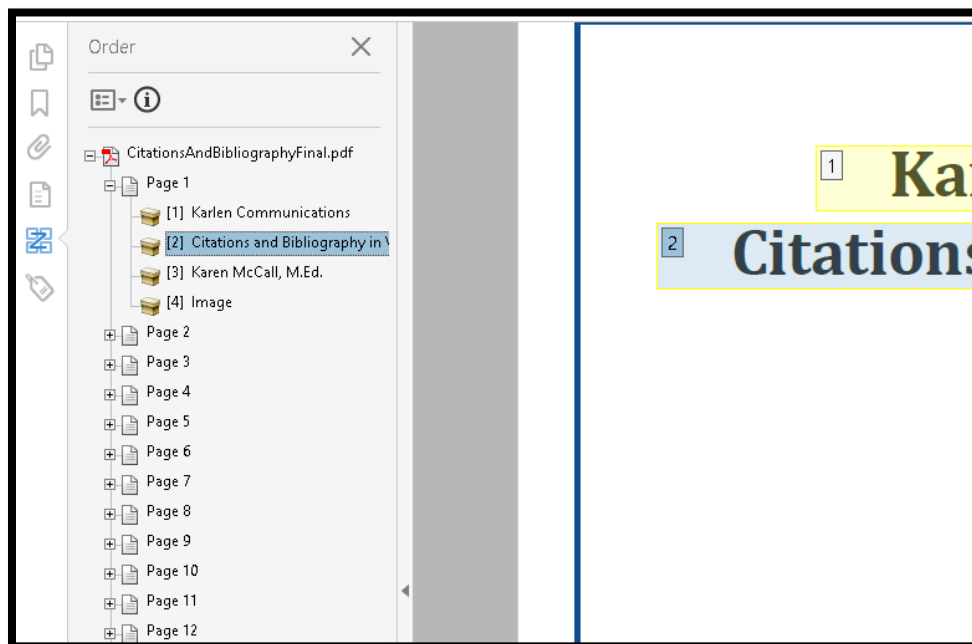 Order
CitationsAndBibliographyFinal.pdf
Page 1
[1] Karlen Communications
[2] Citations and Bibliography in
[3] Karen McCall, M.Ed.
[4] Image
Page 2
Page 3
Page 4
Page 5
Page 6
Page 7
Page 8
Page 9
Page 10
Page 11
Page 12
1 Kar
2 Citations